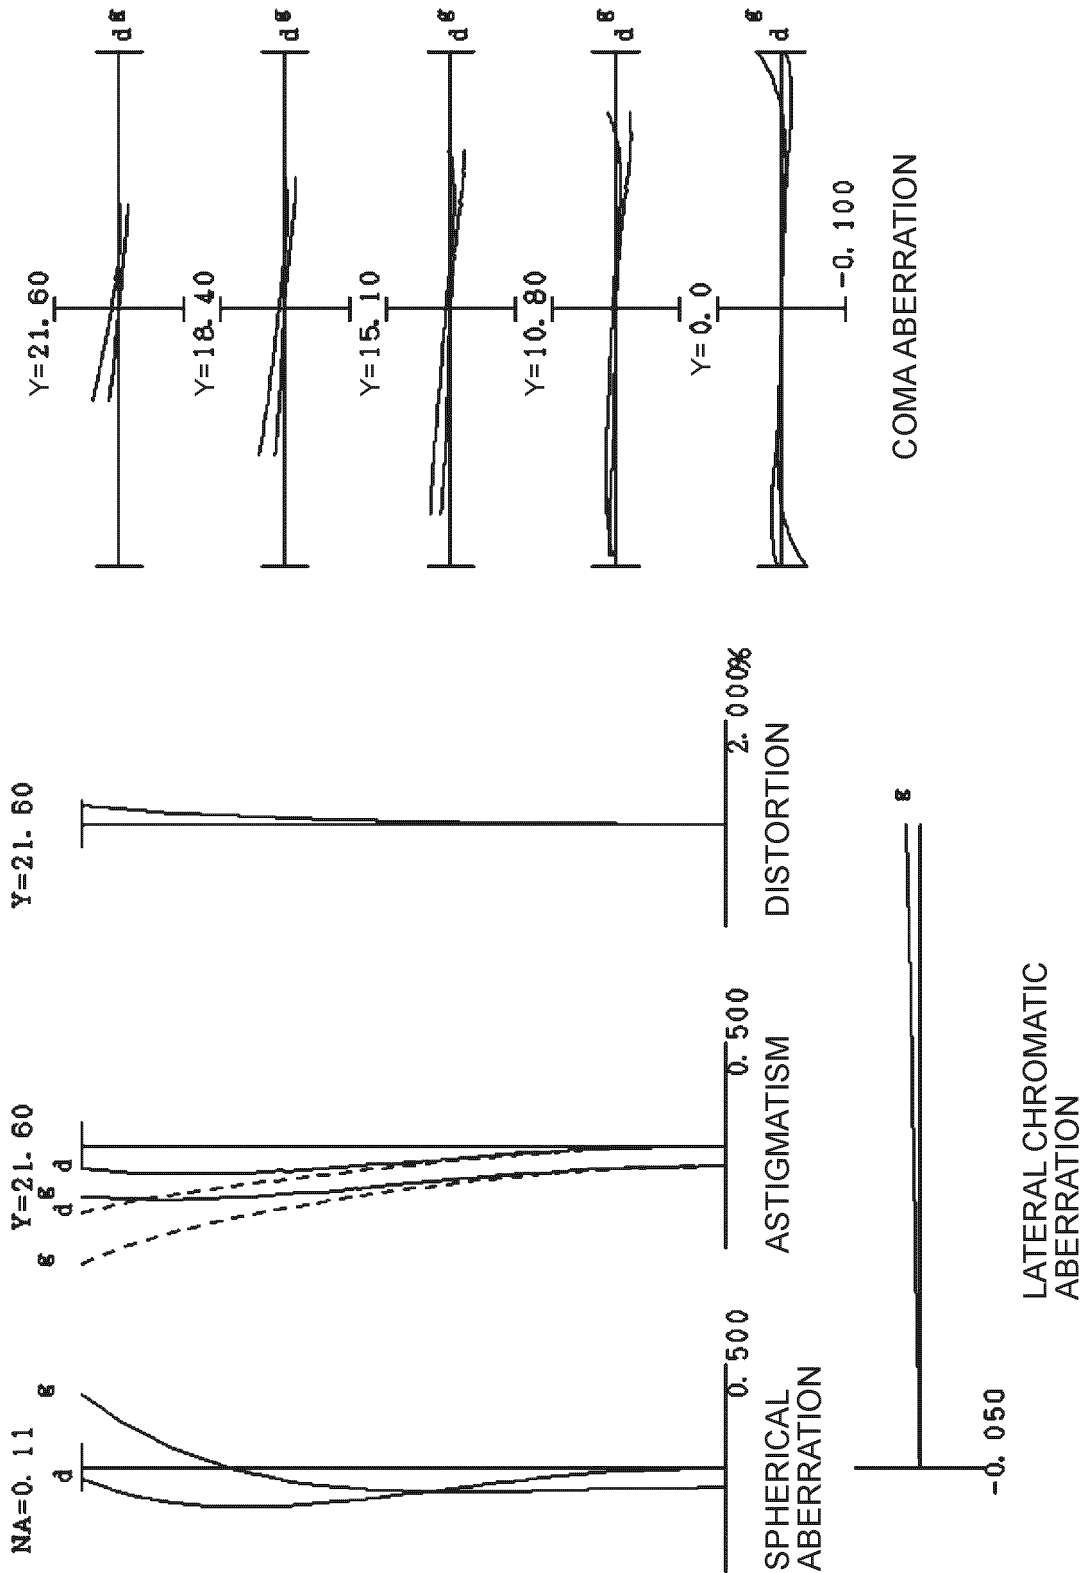 NA=0. 11
d
g
0. 500
SPHERICAL
ABERRATION
Y=21. 60
g
d
g
d
0. 500
ASTIGMATISM
Y=21. 60
2. 000%
DISTORTION
Y=21. 60
g
d
Y=18. 40
g
d
Y=15. 10
g
d
Y=10. 80
g
d
Y=0. 0
g
d
-0. 100
COMA ABERRATION
g
-0. 050
LATERAL CHROMATIC
ABERRATION